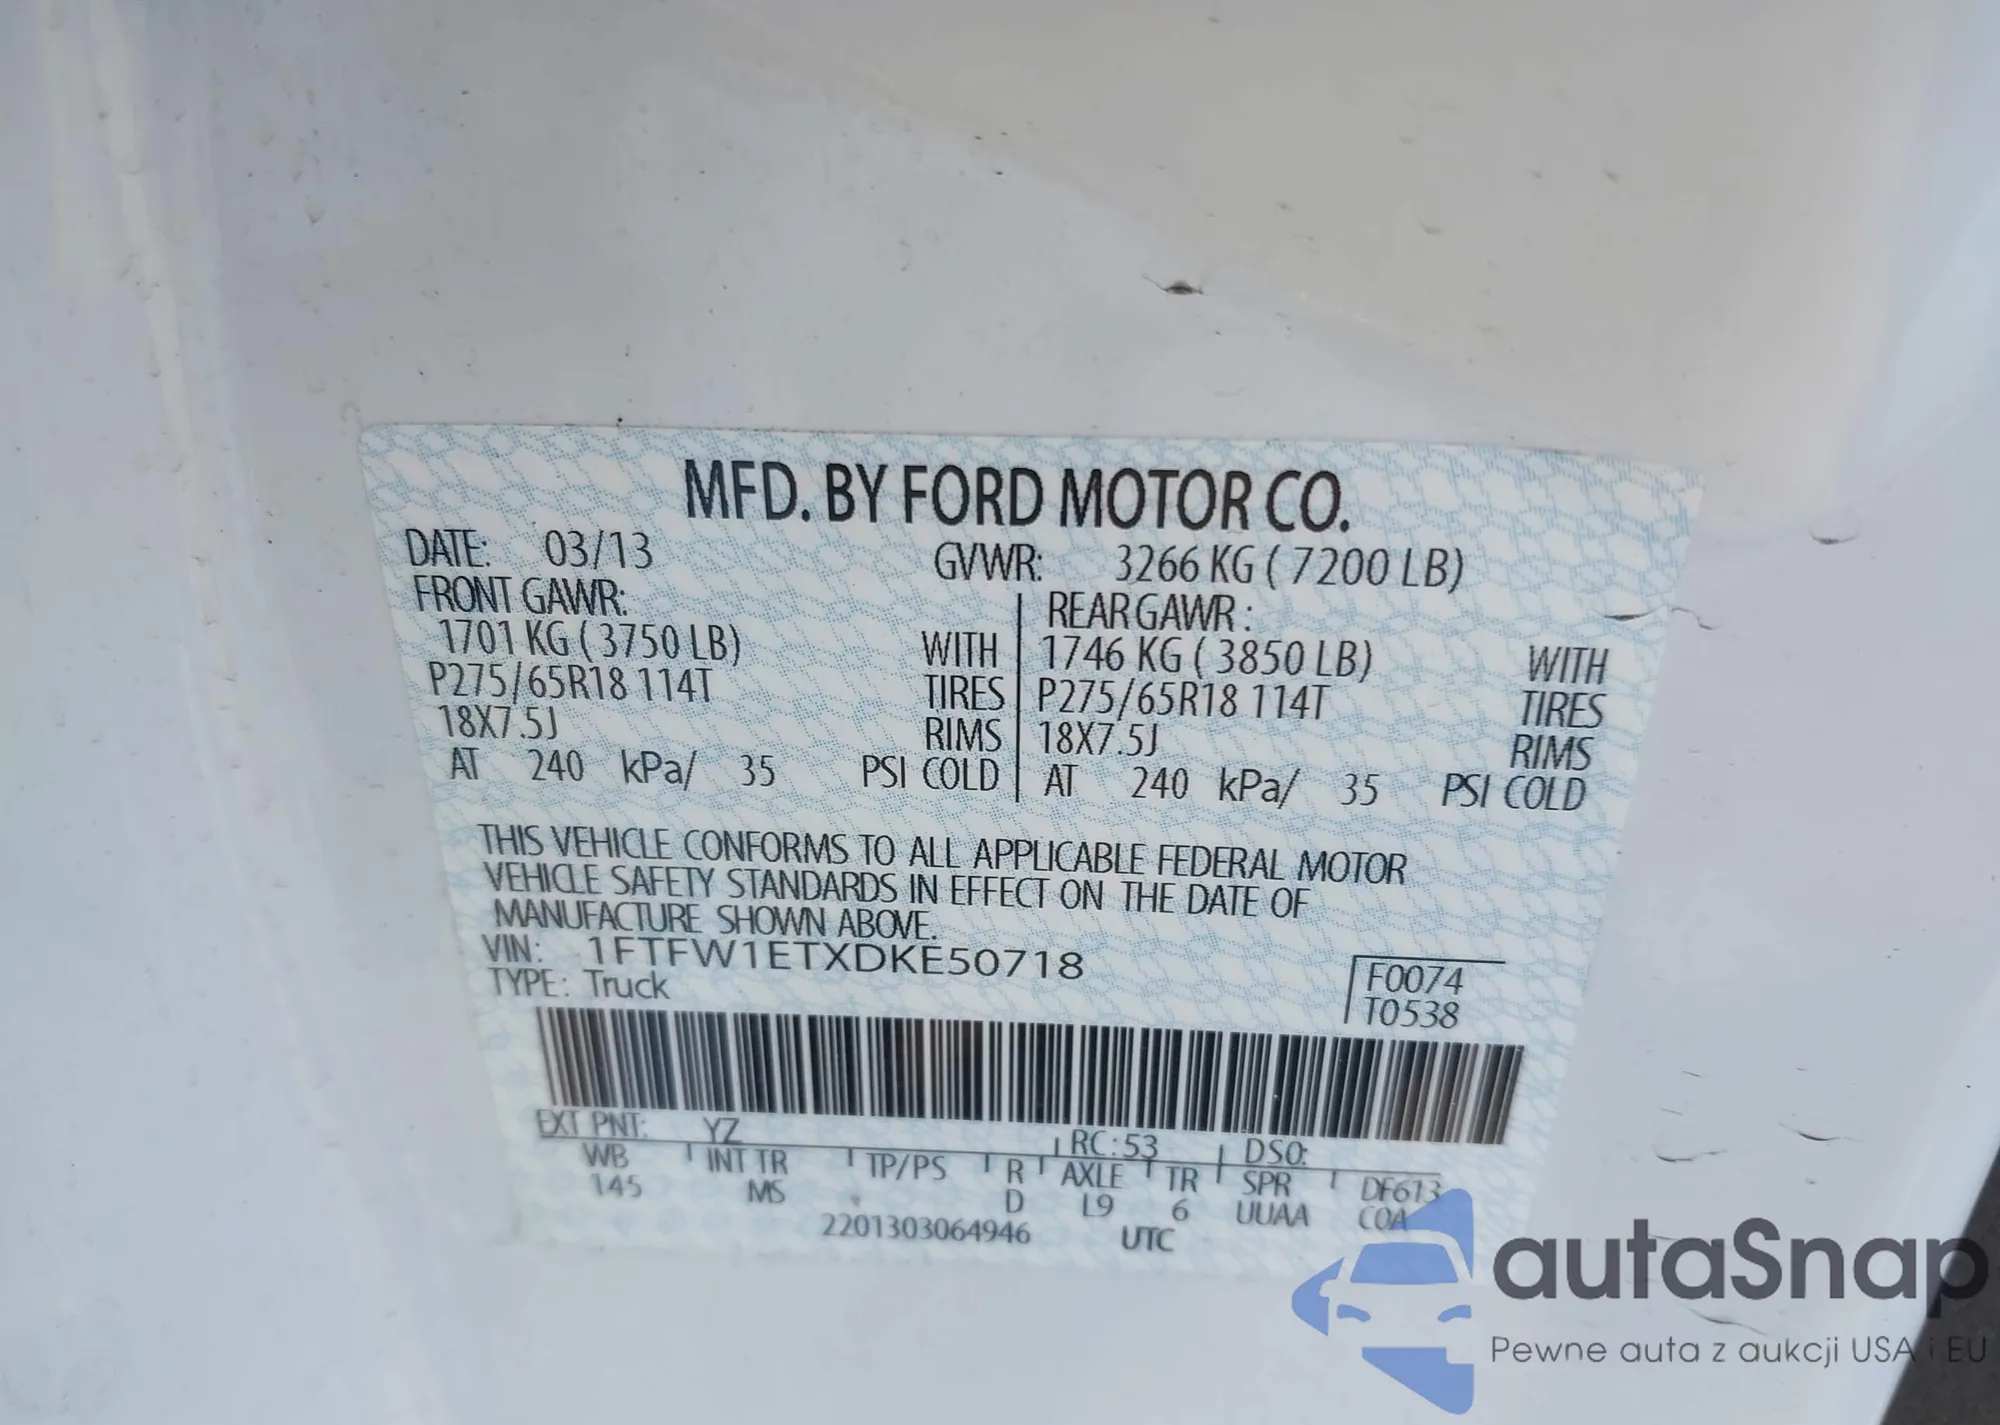 MFD. BY FORD MOTOR CO.
DATE: 03/13 GVWR: 3266 KG ( 7200 LB)
FRONT GAWR: REAR GAWR :
1701 KG ( 3750 LB) WITH 1746 KG ( 3850 LB) WITH
P275/65R18 114T TIRES P275/65R18 114T TIRES
18X7.5J RIMS 18X7.5J RIMS
AT 240 kPa/ 35 PSI COLD AT 240 kPa/ 35 PSI COLD
THIS VEHICLE CONFORMS TO ALL APPLICABLE FEDERAL MOTOR
VEHICLE SAFETY STANDARDS IN EFFECT ON THE DATE OF
MANUFACTURE SHOWN ABOVE.
VIN: 1FTFW1ETXDKE50718
TYPE: Truck
F0074
T0538
EXT PNT: YZ RC:53 DSO:
WB INT TR TP/PS R AXLE TR SPR DF613
145 MS D L9 6 UUAA COA
2201303064946 UTC
autaSnap
Pewne auta z aukcji USA i EU